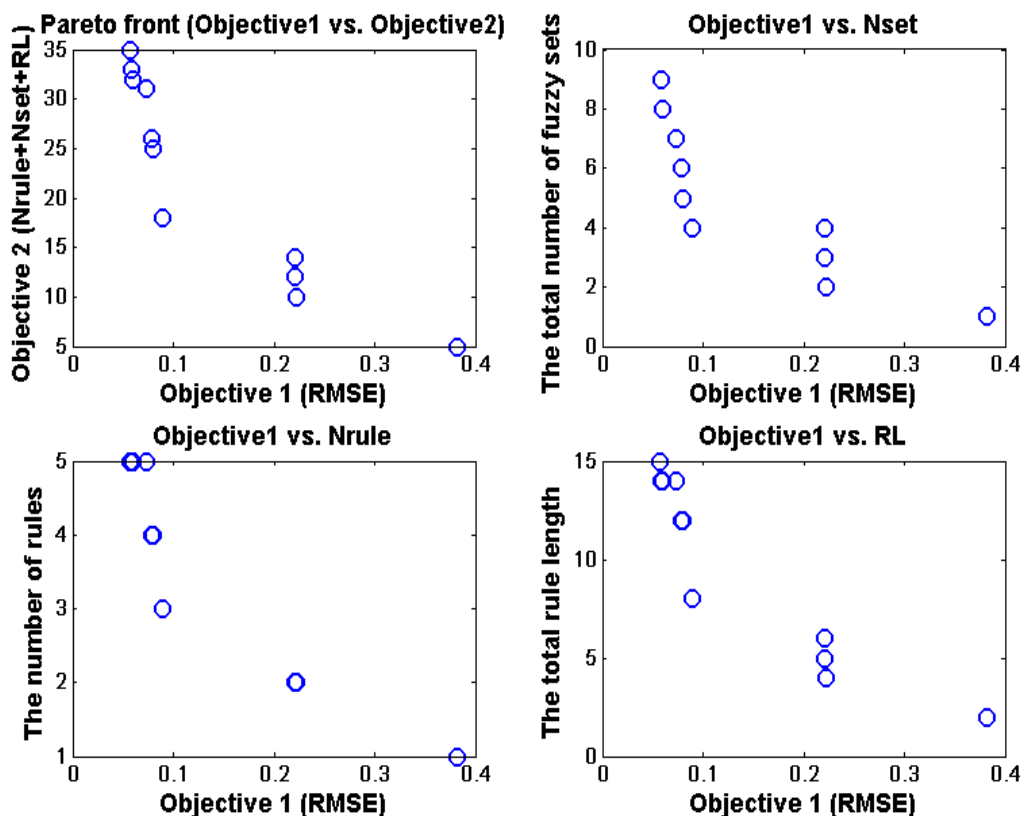 Pareto front (Objective1 vs. Objective2)
Objective 2 (Nrule+Nset+RL)
35
30
25
20
15
10
5
0 0.1 0.2 0.3 0.4
Objective 1 (RMSE)
Objective1 vs. Nset
The total number of fuzzy sets
10
8
6
4
2
0
0 0.1 0.2 0.3 0.4
Objective 1 (RMSE)
Objective1 vs. Nrule
The number of rules
5
4
3
2
1
0 0.1 0.2 0.3 0.4
Objective 1 (RMSE)
Objective1 vs. RL
The total rule length
15
10
5
0
0 0.1 0.2 0.3 0.4
Objective 1 (RMSE)